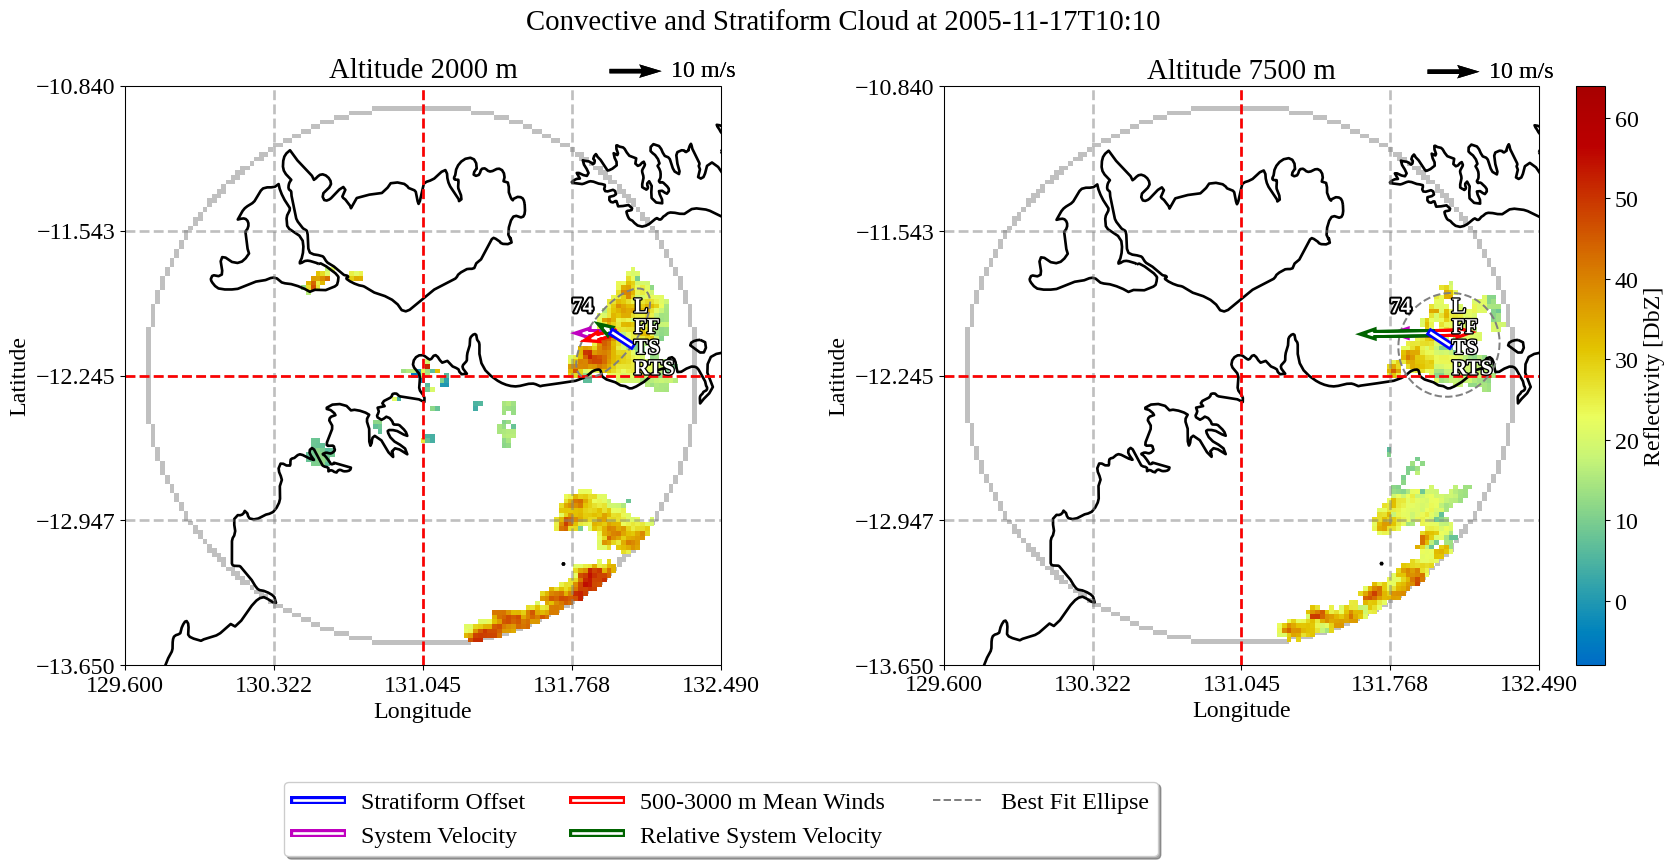 Convective and Stratiform Cloud at 2005-11-17T10:10
Altitude 2000 m
10 m/s
−10.840
−11.543
−12.245
−12.947
−13.650
Latitude
129.600
130.322
131.045
131.768
132.490
Longitude
74
L
FF
TS
RTS
Altitude 7500 m
10 m/s
−10.840
−11.543
−12.245
−12.947
−13.650
Latitude
129.600
130.322
131.045
131.768
132.490
Longitude
74
L
FF
TS
RTS
60
50
40
30
20
10
0
Reflectivity [DbZ]
Stratiform Offset
System Velocity
500-3000 m Mean Winds
Relative System Velocity
Best Fit Ellipse